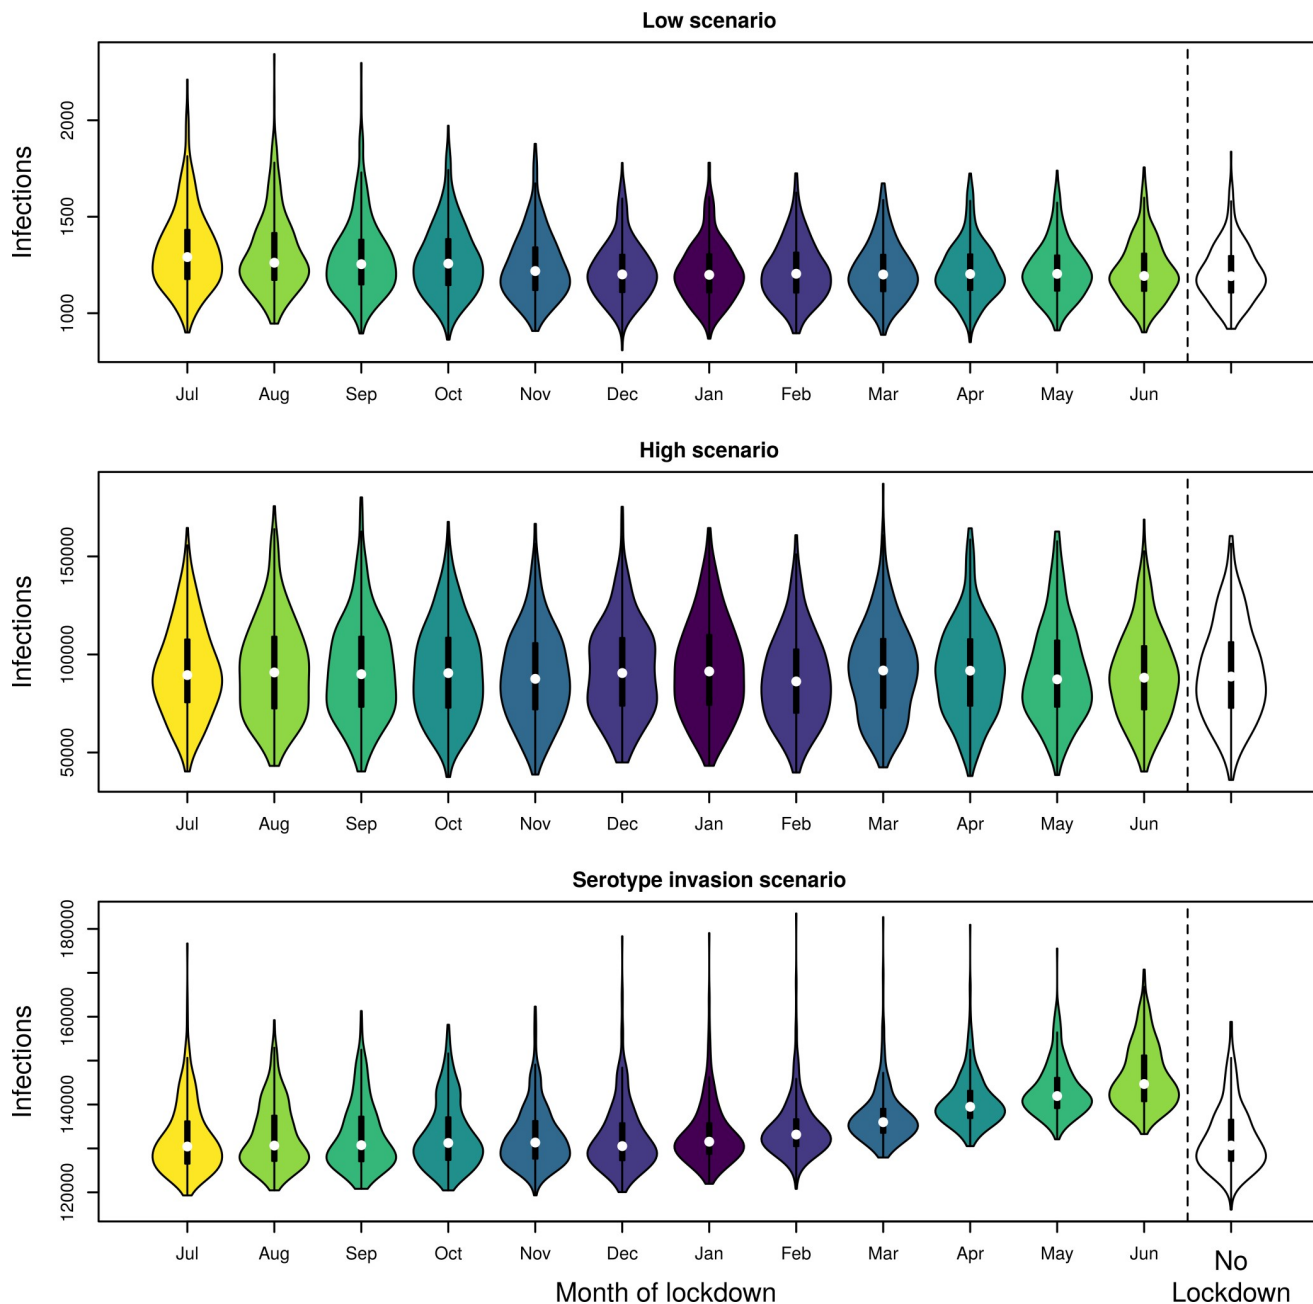 Low scenario
Infections
2000
1500
1000
Jul Aug Sep Oct Nov Dec Jan Feb Mar Apr May Jun
High scenario
Infections
150000
100000
50000
Jul Aug Sep Oct Nov Dec Jan Feb Mar Apr May Jun
Serotype invasion scenario
Infections
180000
160000
140000
120000
Jul Aug Sep Oct Nov Dec Jan Feb Mar Apr May Jun
No
Month of lockdown Lockdown